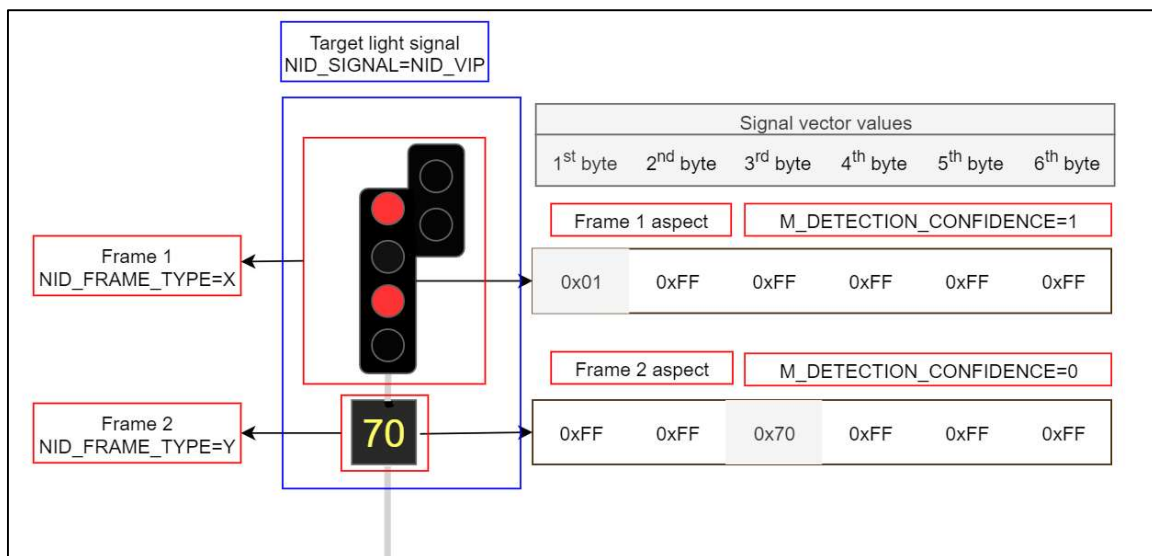 Target light signal
NID_SIGNAL=NID_VIP
Signal vector values
1st byte 2nd byte 3rd byte 4th byte 5th byte 6th byte
Frame 1 aspect M_DETECTION_CONFIDENCE=1
Frame 1
NID_FRAME_TYPE=X
0x01 0xFF 0xFF 0xFF 0xFF 0xFF
Frame 2 aspect M_DETECTION_CONFIDENCE=0
Frame 2
NID_FRAME_TYPE=Y
70
0xFF 0xFF 0x70 0xFF 0xFF 0xFF